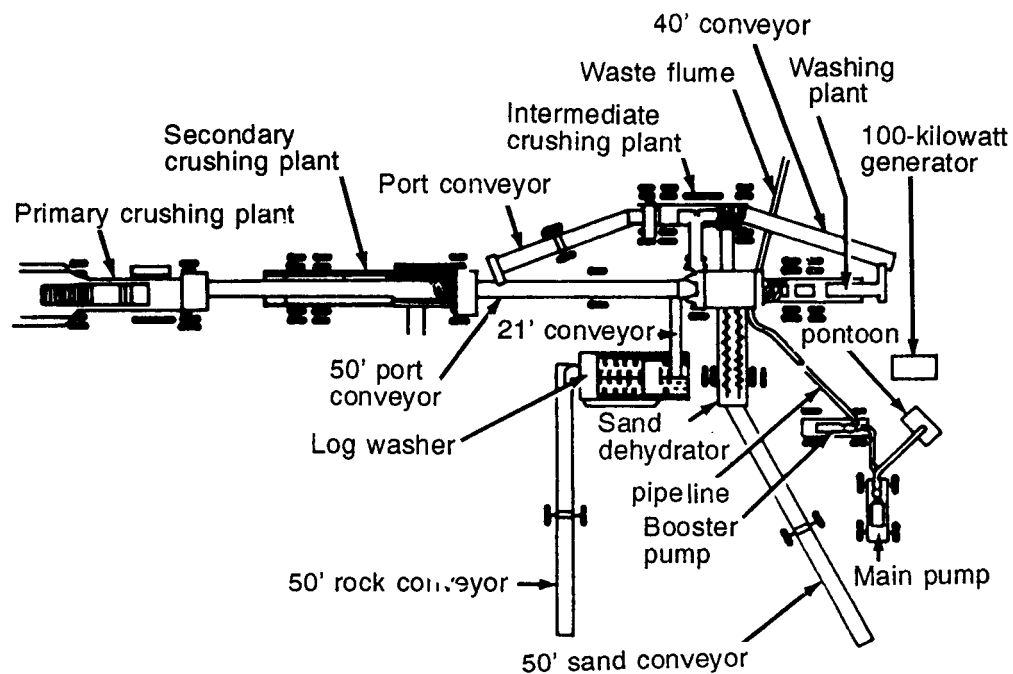 40' conveyor
Waste flume
Washing
plant
Intermediate
crushing plant
100-kilowatt
generator
Secondary
crushing plant
Port conveyor
Primary crushing plant
21' conveyor
pontoon
50' port
conveyor
Log washer
Sand
dehydrator
pipeline
Booster
pump
Main pump
50' rock conveyor
50' sand conveyor